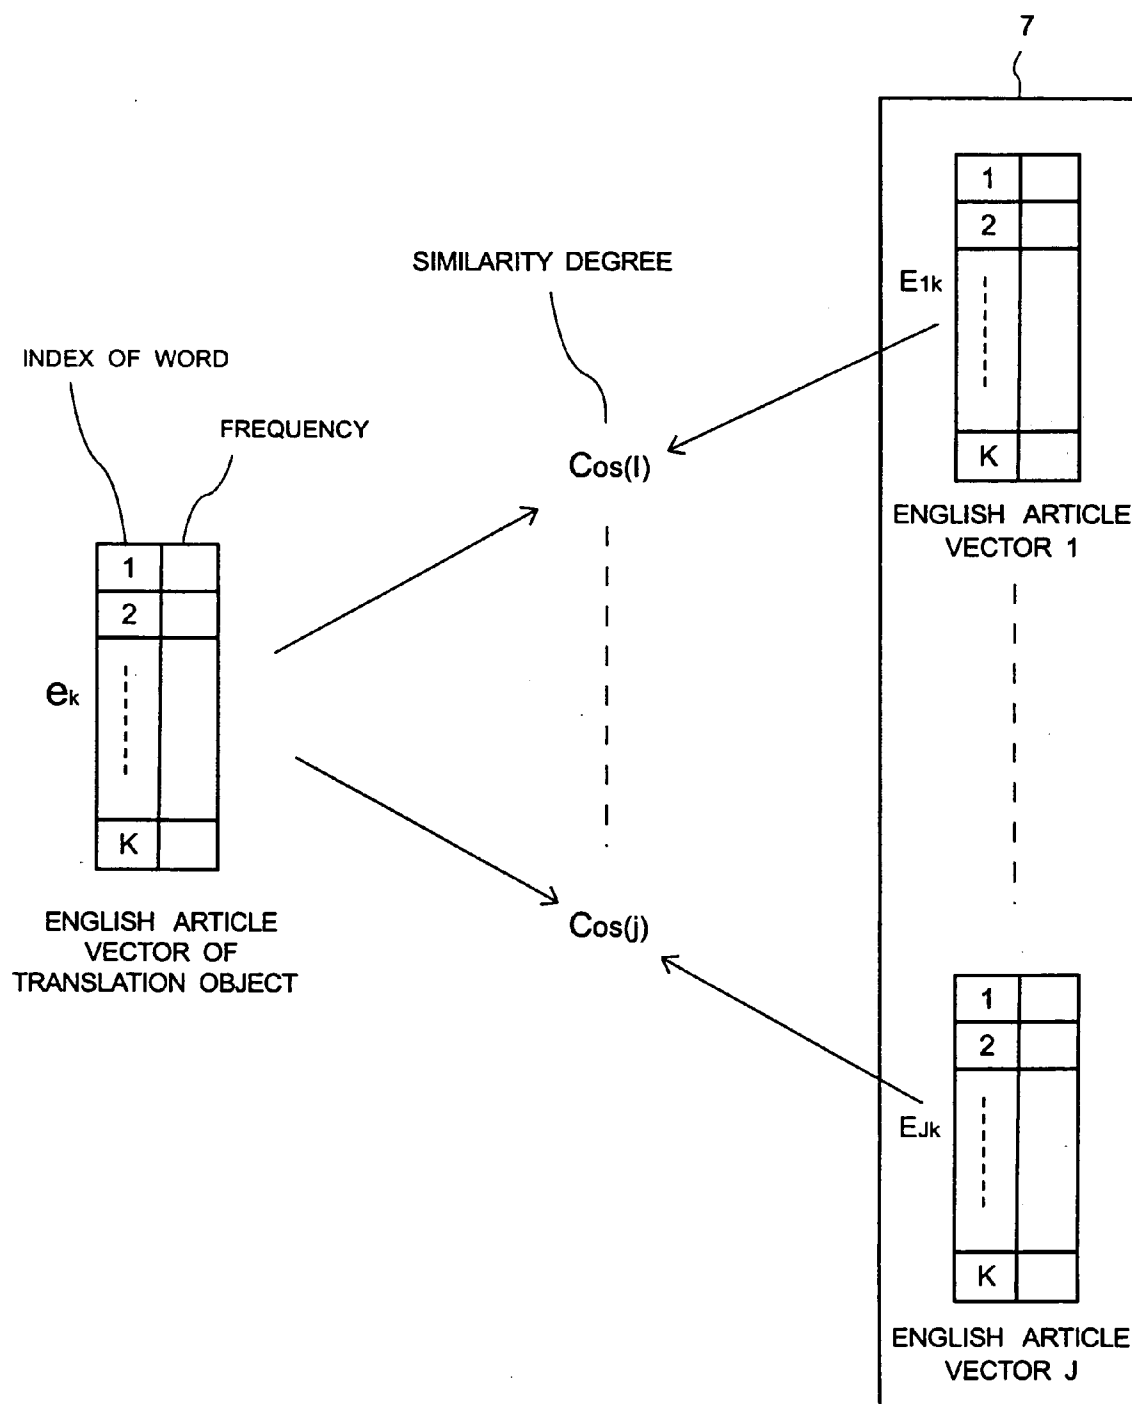 7
1
2
SIMILARITY DEGREE
E1k
INDEX OF WORD
FREQUENCY
K
Cos(I)
ENGLISH ARTICLE
VECTOR 1
1
2
ek
K
ENGLISH ARTICLE
VECTOR OF
TRANSLATION OBJECT
Cos(j)
1
2
EJk
K
ENGLISH ARTICLE
VECTOR J